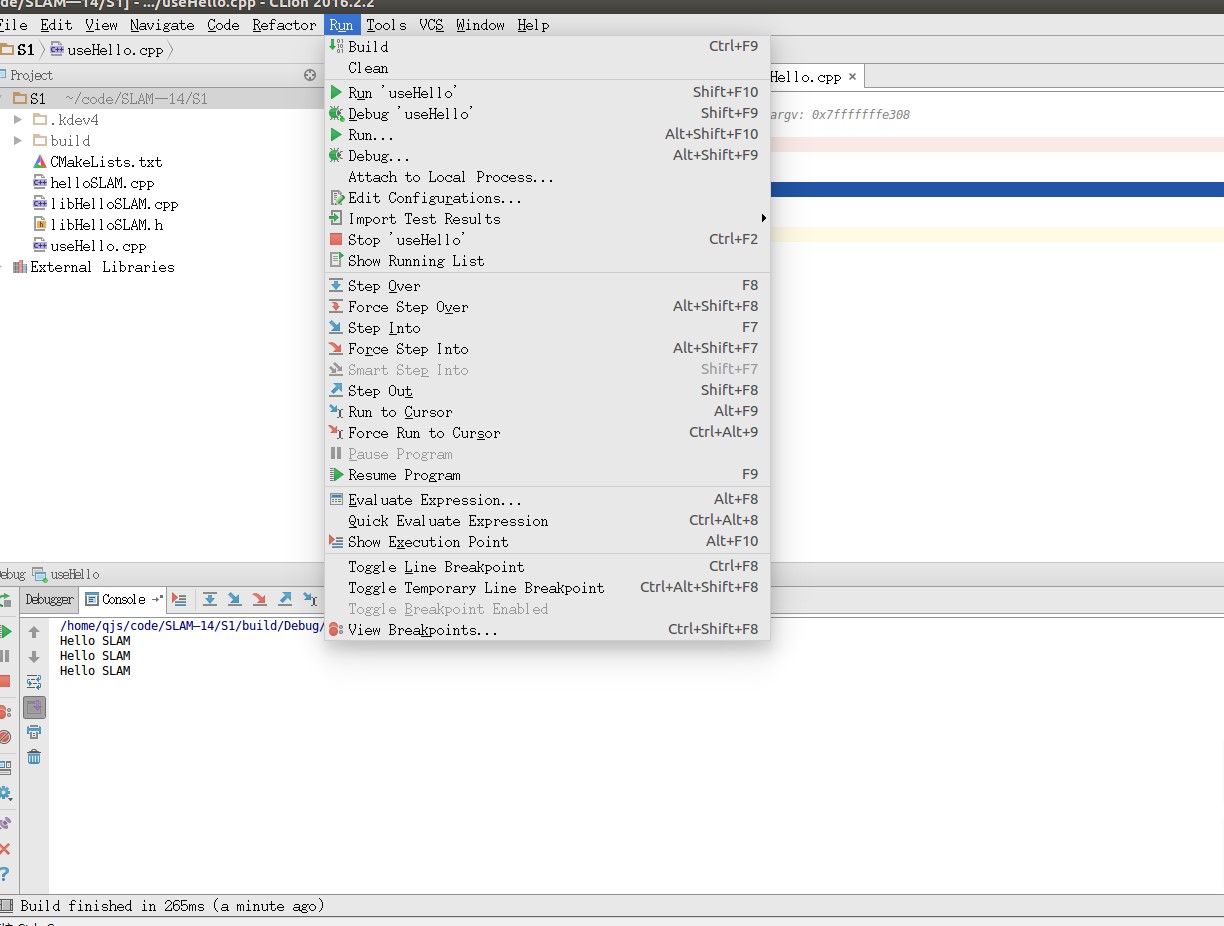 de/SLAM—14/S1] - .../useHello.cpp - CLion 2016.2.2
File Edit View Navigate Code Refactor Run Tools VCS Window Help
S1 useHello.cpp
Project
Hello.cpp ×
S1 ~/code/SLAM—14/S1
.kdev4
build
CMakeLists.txt
helloSLAM.cpp
libHelloSLAM.cpp
libHelloSLAM.h
useHello.cpp
External Libraries
argv: 0x7fffffffe308
Build Ctrl+F9
Clean
Run 'useHello' Shift+F10
Debug 'useHello' Shift+F9
Run... Alt+Shift+F10
Debug... Alt+Shift+F9
Attach to Local Process...
Edit Configurations...
Import Test Results
Stop 'useHello' Ctrl+F2
Show Running List
Step Over F8
Force Step Over Alt+Shift+F8
Step Into F7
Force Step Into Alt+Shift+F7
Smart Step Into Shift+F7
Step Out Shift+F8
Run to Cursor Alt+F9
Force Run to Cursor Ctrl+Alt+9
Pause Program
Resume Program F9
Evaluate Expression... Alt+F8
Quick Evaluate Expression Ctrl+Alt+8
Show Execution Point Alt+F10
Toggle Line Breakpoint Ctrl+F8
Toggle Temporary Line Breakpoint Ctrl+Alt+Shift+F8
Toggle Breakpoint Enabled
View Breakpoints... Ctrl+Shift+F8
ebug useHello
Debugger Console
/home/qjs/code/SLAM—14/S1/build/Debug/
Hello SLAM
Hello SLAM
Hello SLAM
Build finished in 265ms (a minute ago)